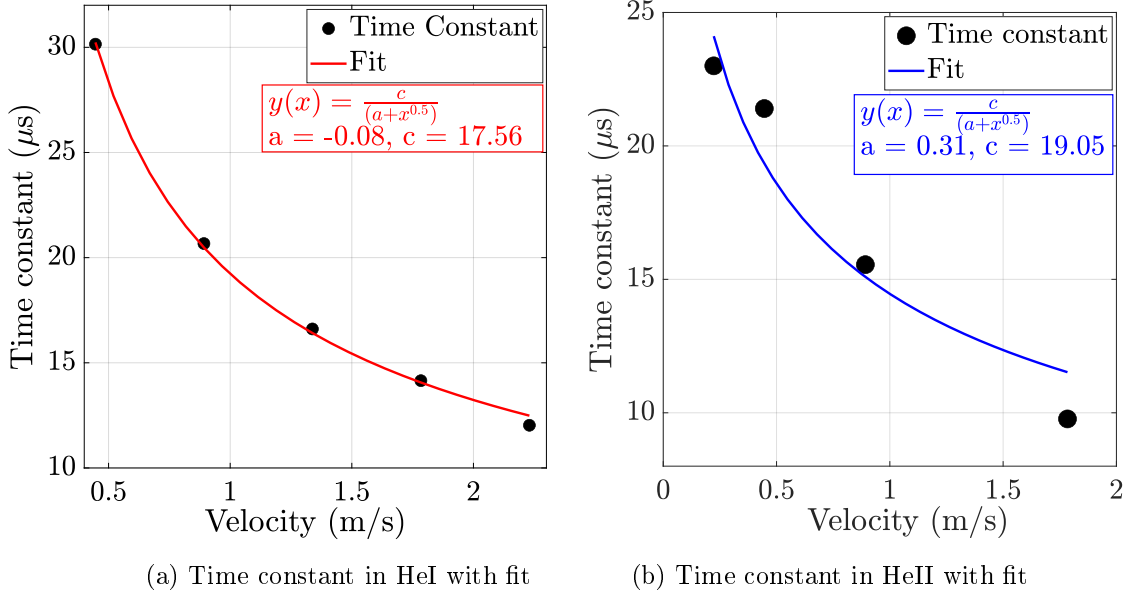 Time Constant
Fit
y(x) = c/(a+x^0.5)
a = -0.08, c = 17.56
30
25
20
15
10
0.5 1 1.5 2
Time constant (μs)
Velocity (m/s)
(a) Time constant in HeI with fit
Time constant
Fit
y(x) = c/(a+x^0.5)
a = 0.31, c = 19.05
25
20
15
10
0 0.5 1 1.5 2
Time constant (μs)
Velocity (m/s)
(b) Time constant in HeII with fit